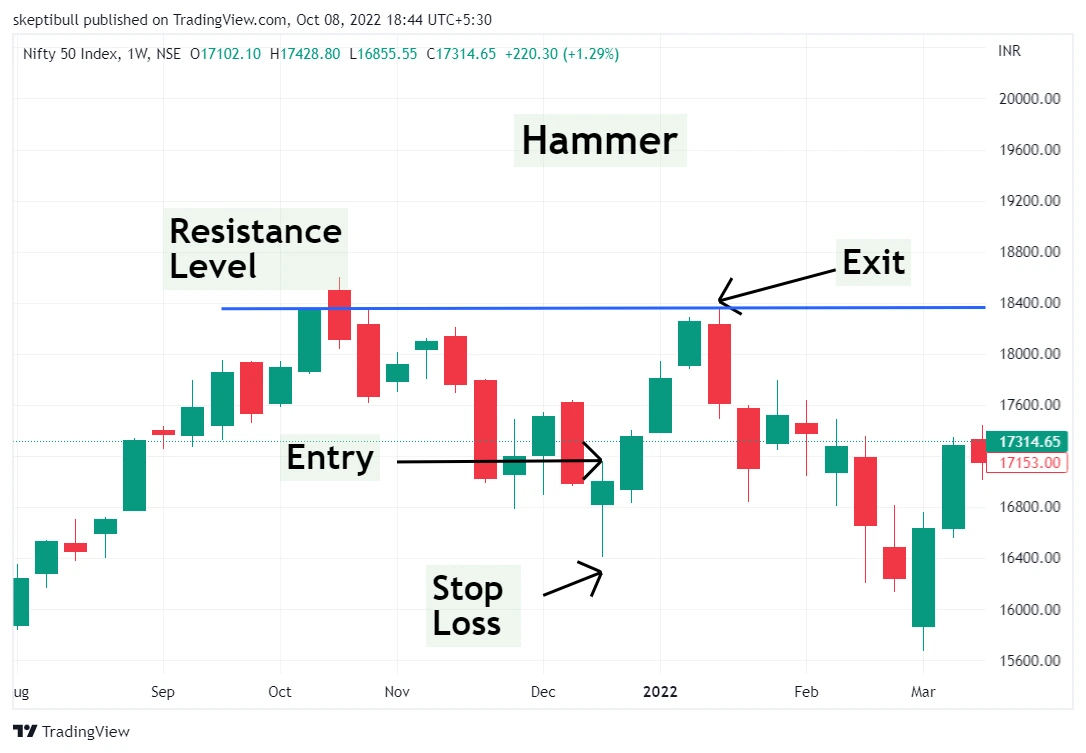 skeptibull published on TradingView.com, Oct 08, 2022 18:44 UTC+5:30
Nifty 50 Index, 1W, NSE O17102.10 H17428.80 L16855.55 C17314.65 +220.30 (+1.29%)
INR
20000.00
Hammer
19600.00
19200.00
Resistance
Level
18800.00
Exit
18400.00
18000.00
17600.00
17314.65
Entry
17153.00
16800.00
16400.00
Stop
Loss
16000.00
15600.00
ug Sep Oct Nov Dec 2022 Feb Mar
TradingView